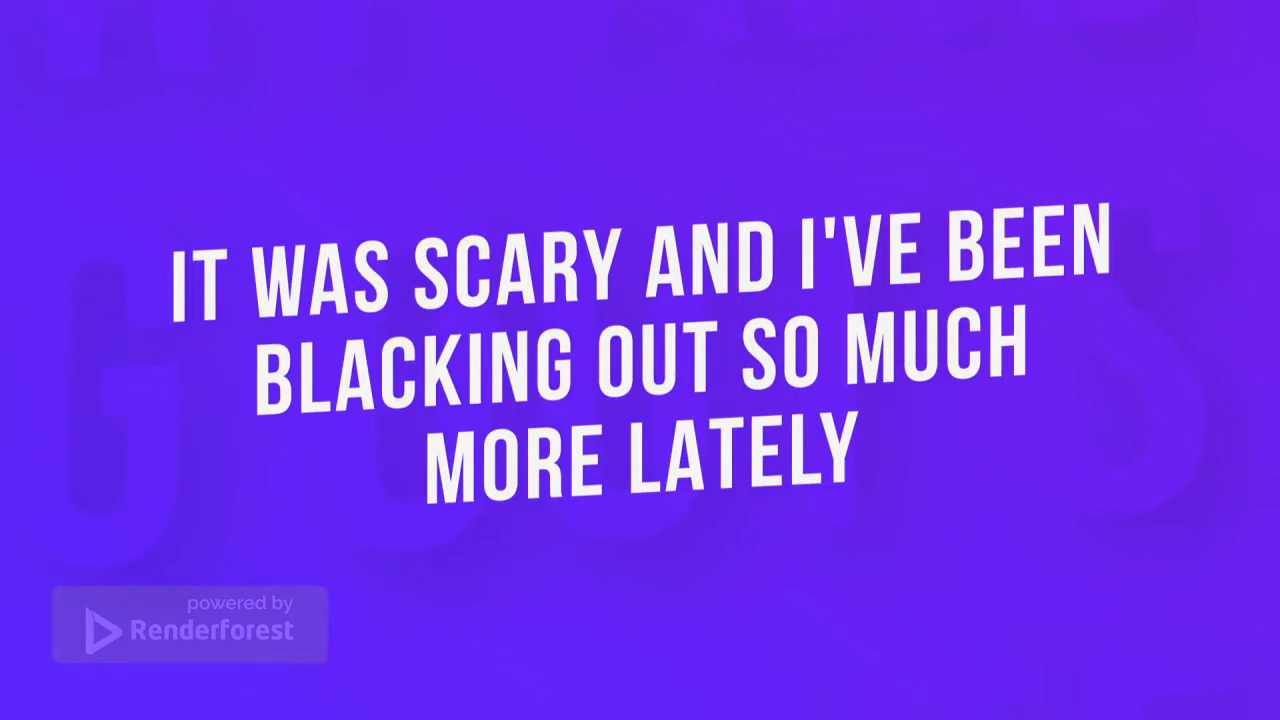 IT WAS SCARY AND I'VE BEEN
BLACKING OUT SO MUCH
MORE LATELY
powered by
Renderforest